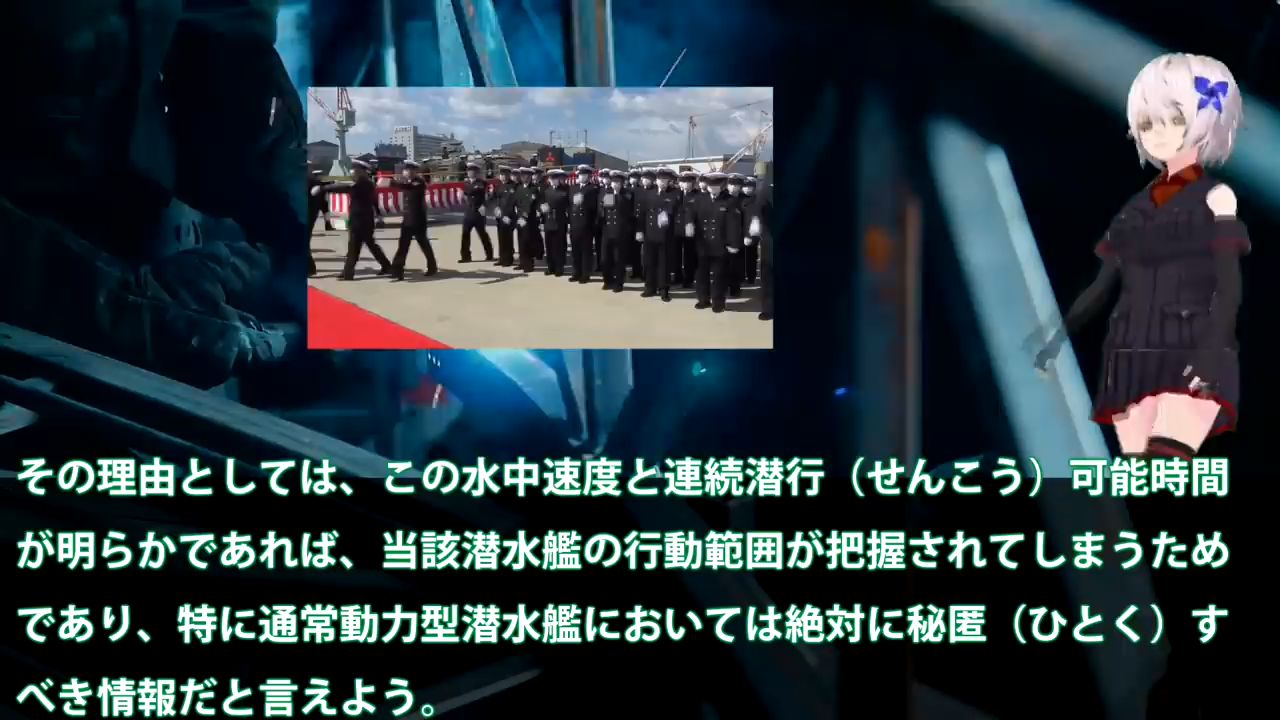 その理由としては、この水中速度と連続潜行（せんこう）可能時間
が明らかであれば、当該潜水艦の行動範囲が把握されてしまうため
であり、特に通常動力型潜水艦においては絶対に秘匿（ひとく）す
べき情報だと言えよう。